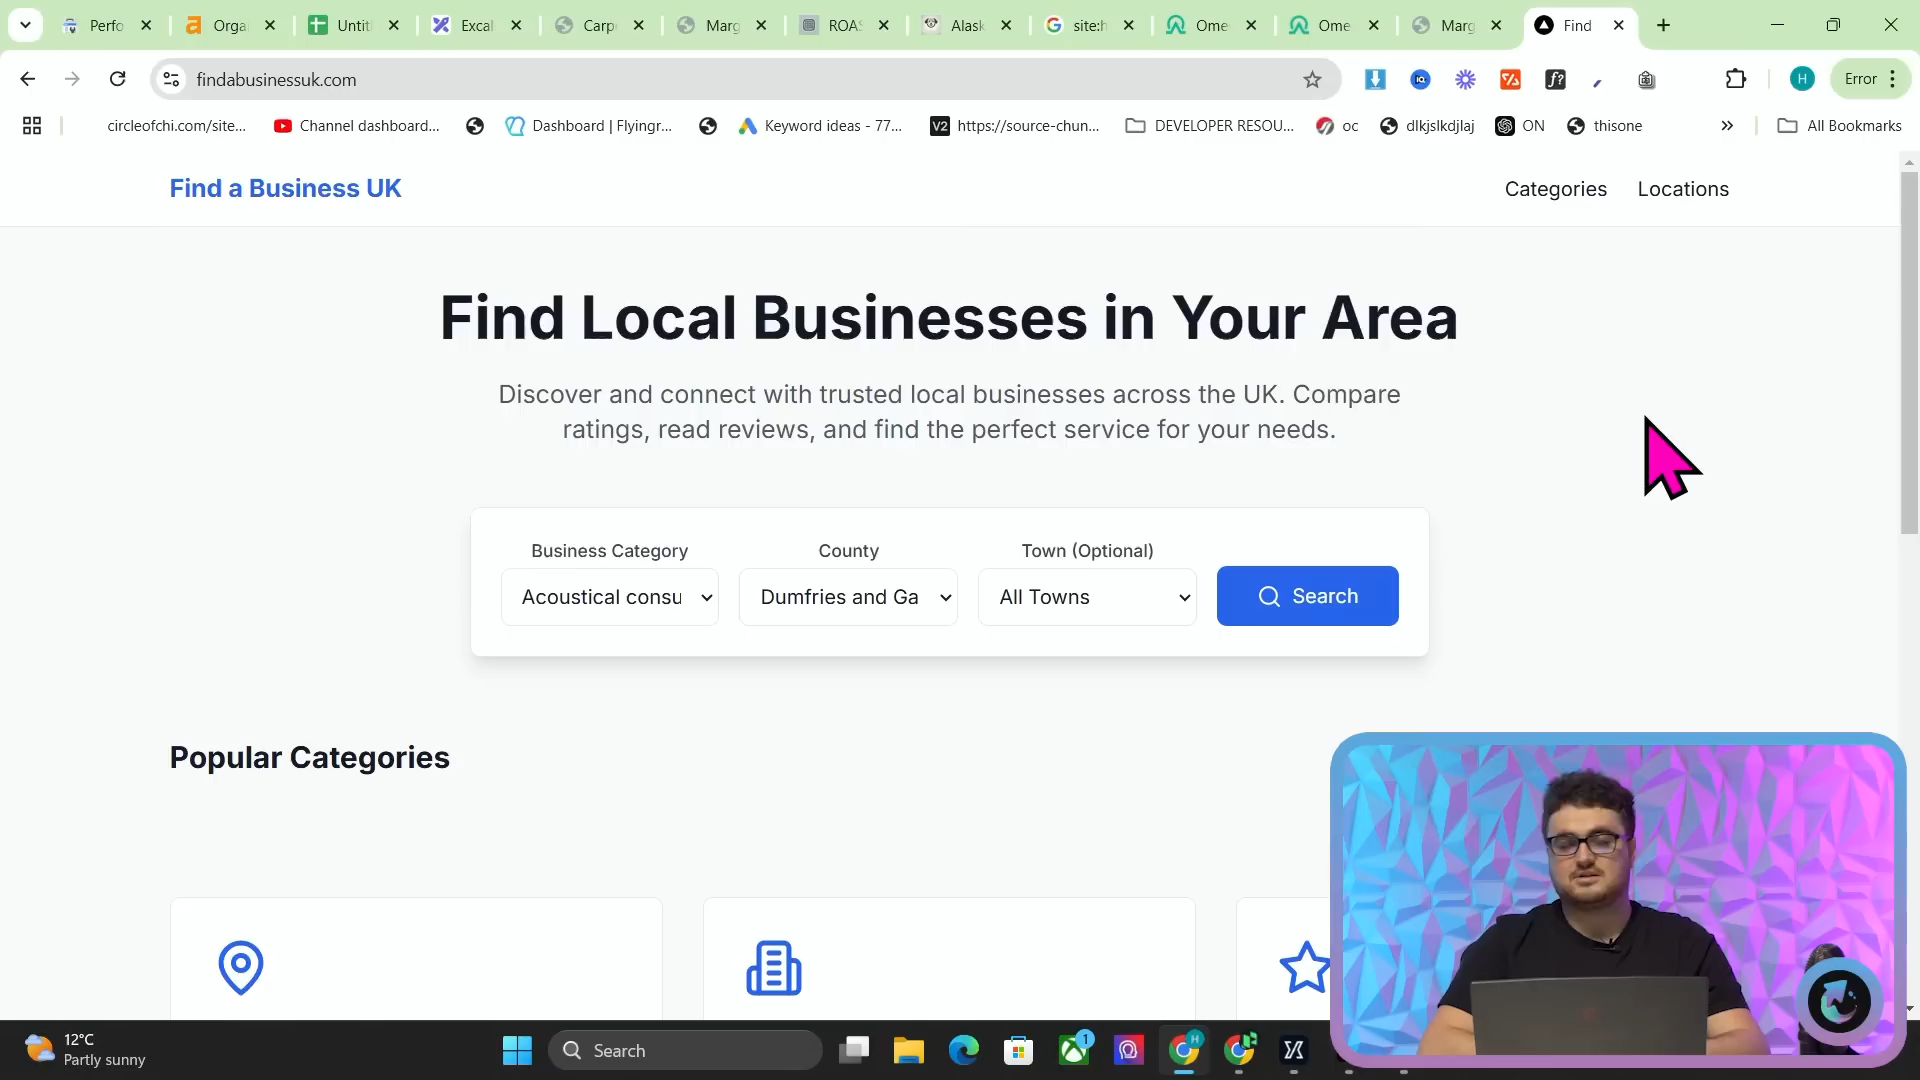 Perfo
Orga
Untit
Excal
Carp
Marg
ROAS
Alask
site:h
Ome
Ome
Marg
Find
findabusinessuk.com
H
Error
circleofchi.com/site...
Channel dashboard...
Dashboard | Flyingr...
Keyword ideas - 77...
V2
https://source-chun...
DEVELOPER RESOU...
oc
dlkjslkdjlaj
ON
thisone
All Bookmarks
Find a Business UK
Categories
Locations
Find Local Businesses in Your Area
Discover and connect with trusted local businesses across the UK. Compare
ratings, read reviews, and find the perfect service for your needs.
Business Category
County
Town (Optional)
Acoustical consu
Dumfries and Ga
All Towns
Search
Popular Categories
12°C
Partly sunny
Search
1
H